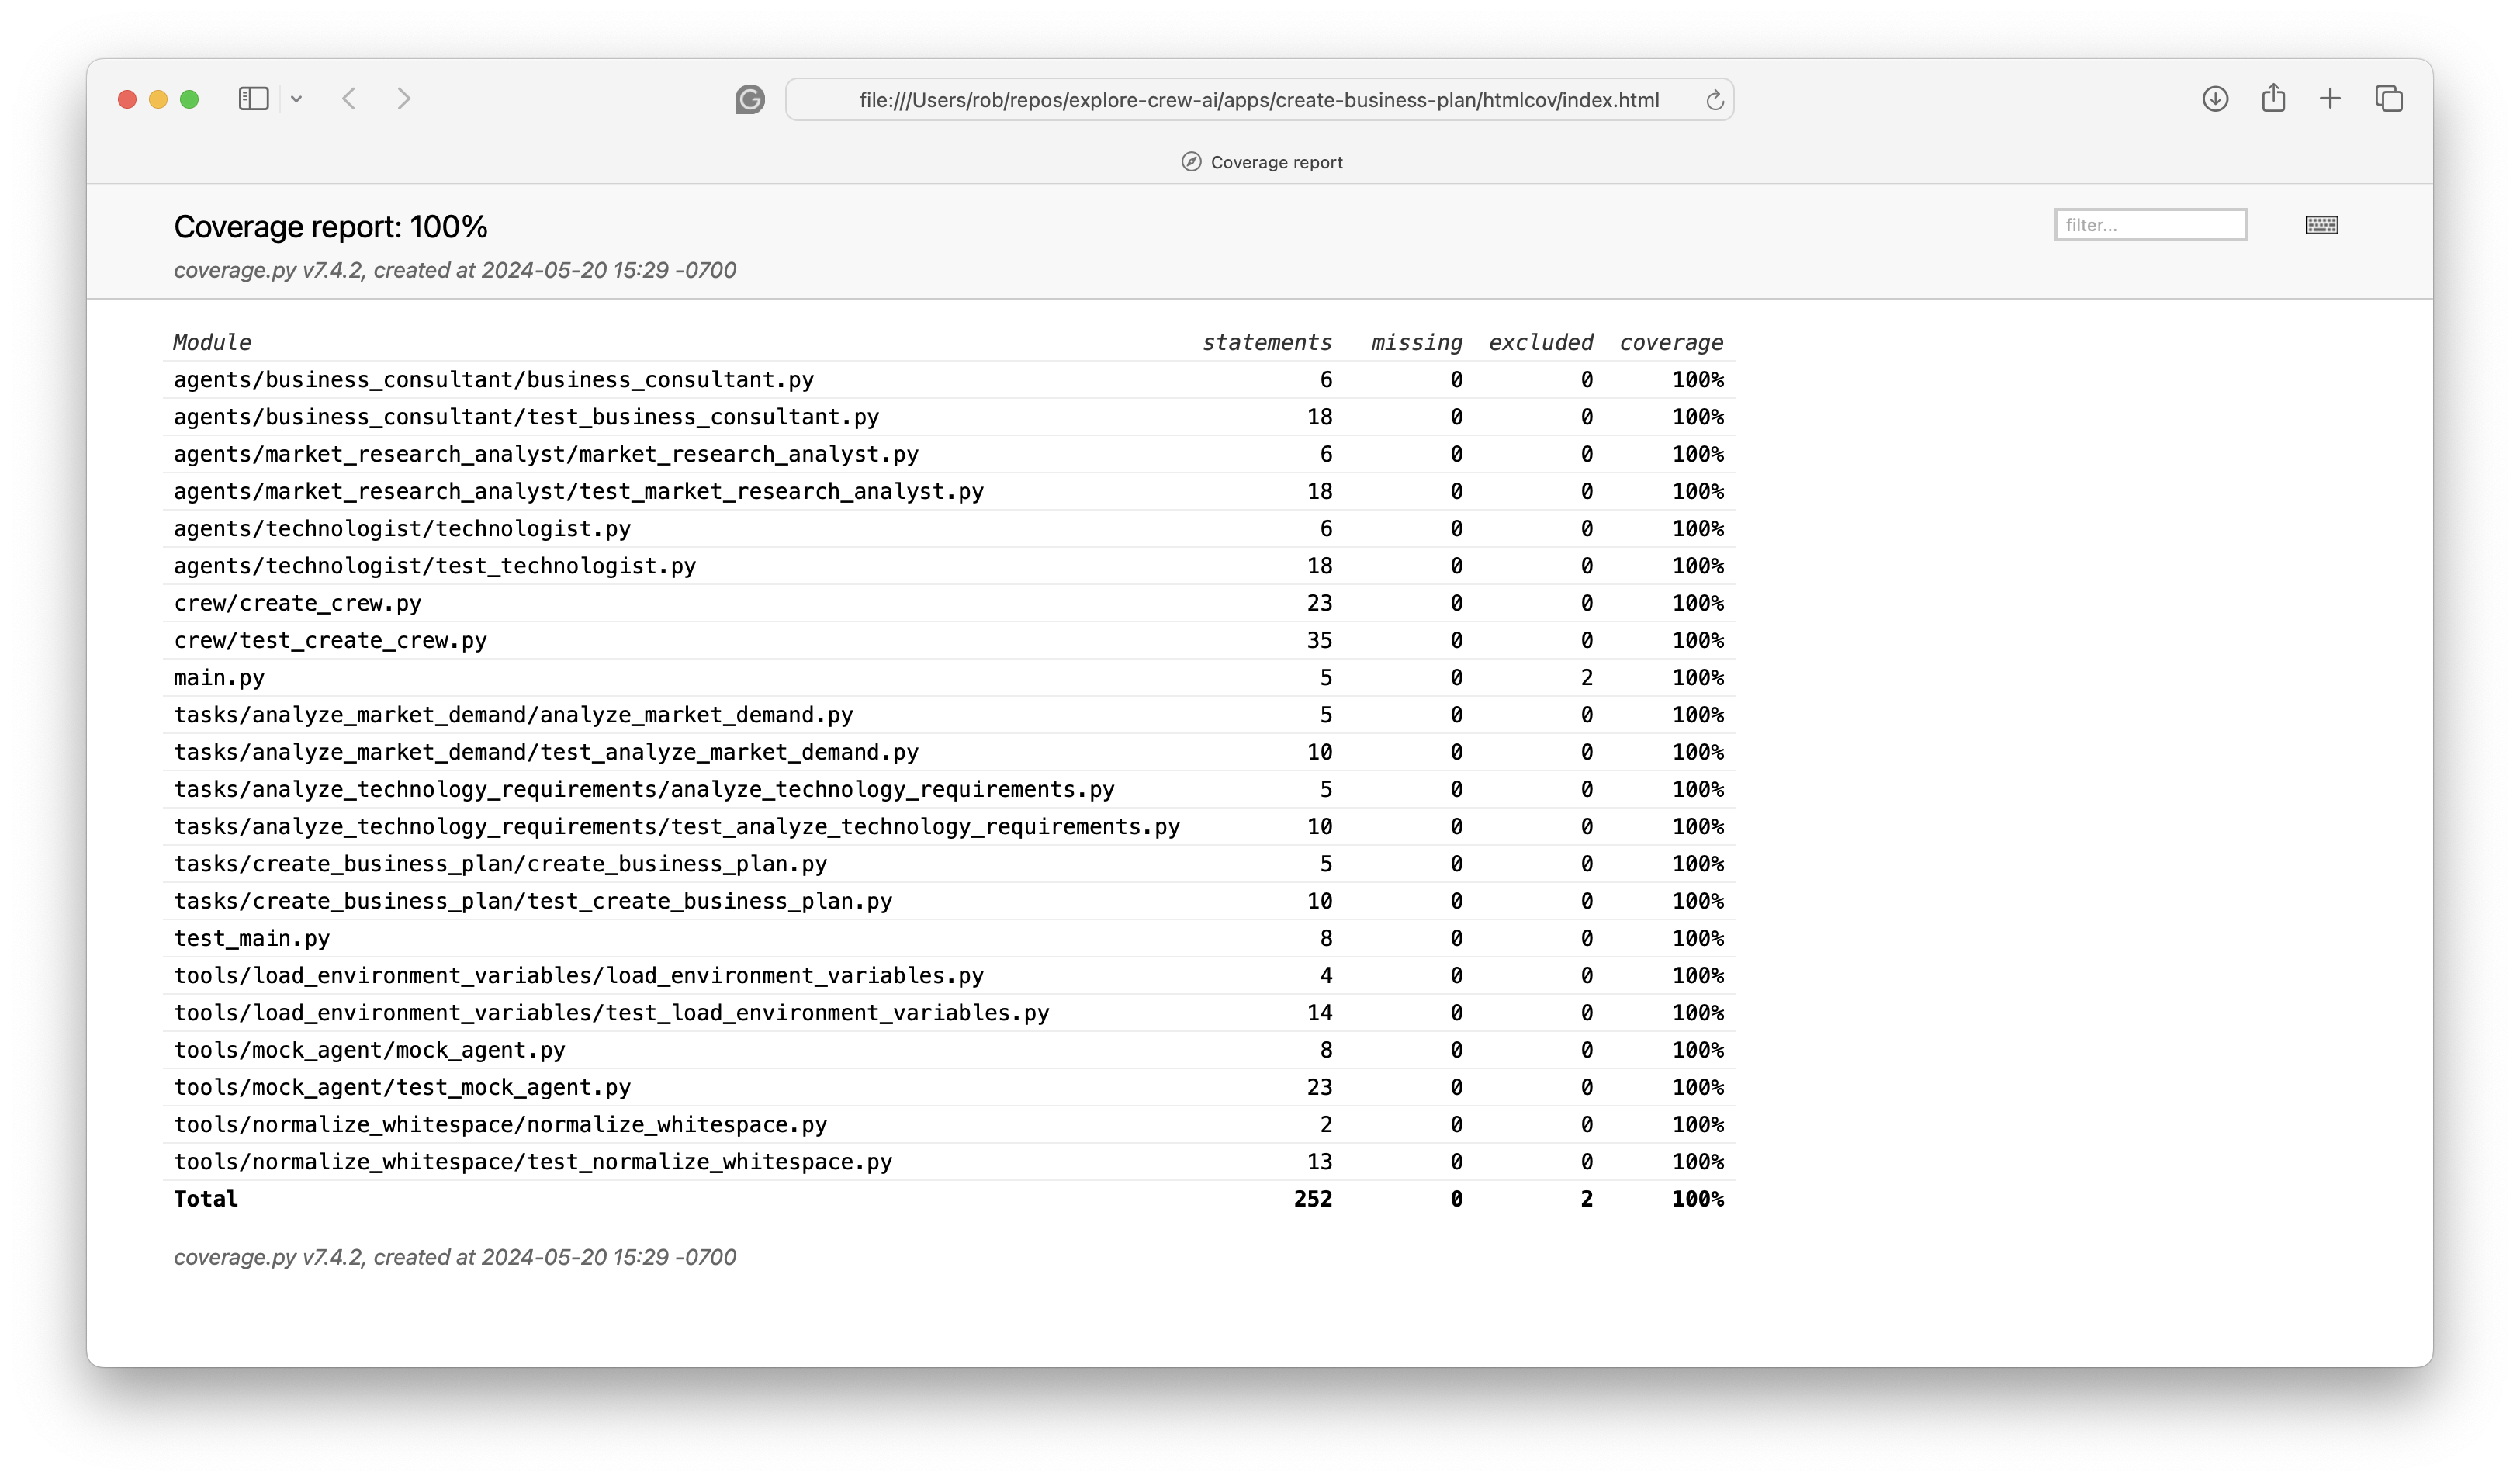 file:///Users/rob/repos/explore-crew-ai/apps/create-business-plan/htmlcov/index.html
Coverage report
Coverage report: 100%
filter...
coverage.py v7.4.2, created at 2024-05-20 15:29 -0700
Module statements missing excluded coverage
agents/business_consultant/business_consultant.py 6 0 0 100%
agents/business_consultant/test_business_consultant.py 18 0 0 100%
agents/market_research_analyst/market_research_analyst.py 6 0 0 100%
agents/market_research_analyst/test_market_research_analyst.py 18 0 0 100%
agents/technologist/technologist.py 6 0 0 100%
agents/technologist/test_technologist.py 18 0 0 100%
crew/create_crew.py 23 0 0 100%
crew/test_create_crew.py 35 0 0 100%
main.py 5 0 2 100%
tasks/analyze_market_demand/analyze_market_demand.py 5 0 0 100%
tasks/analyze_market_demand/test_analyze_market_demand.py 10 0 0 100%
tasks/analyze_technology_requirements/analyze_technology_requirements.py 5 0 0 100%
tasks/analyze_technology_requirements/test_analyze_technology_requirements.py 10 0 0 100%
tasks/create_business_plan/create_business_plan.py 5 0 0 100%
tasks/create_business_plan/test_create_business_plan.py 10 0 0 100%
test_main.py 8 0 0 100%
tools/load_environment_variables/load_environment_variables.py 4 0 0 100%
tools/load_environment_variables/test_load_environment_variables.py 14 0 0 100%
tools/mock_agent/mock_agent.py 8 0 0 100%
tools/mock_agent/test_mock_agent.py 23 0 0 100%
tools/normalize_whitespace/normalize_whitespace.py 2 0 0 100%
tools/normalize_whitespace/test_normalize_whitespace.py 13 0 0 100%
Total 252 0 2 100%
coverage.py v7.4.2, created at 2024-05-20 15:29 -0700